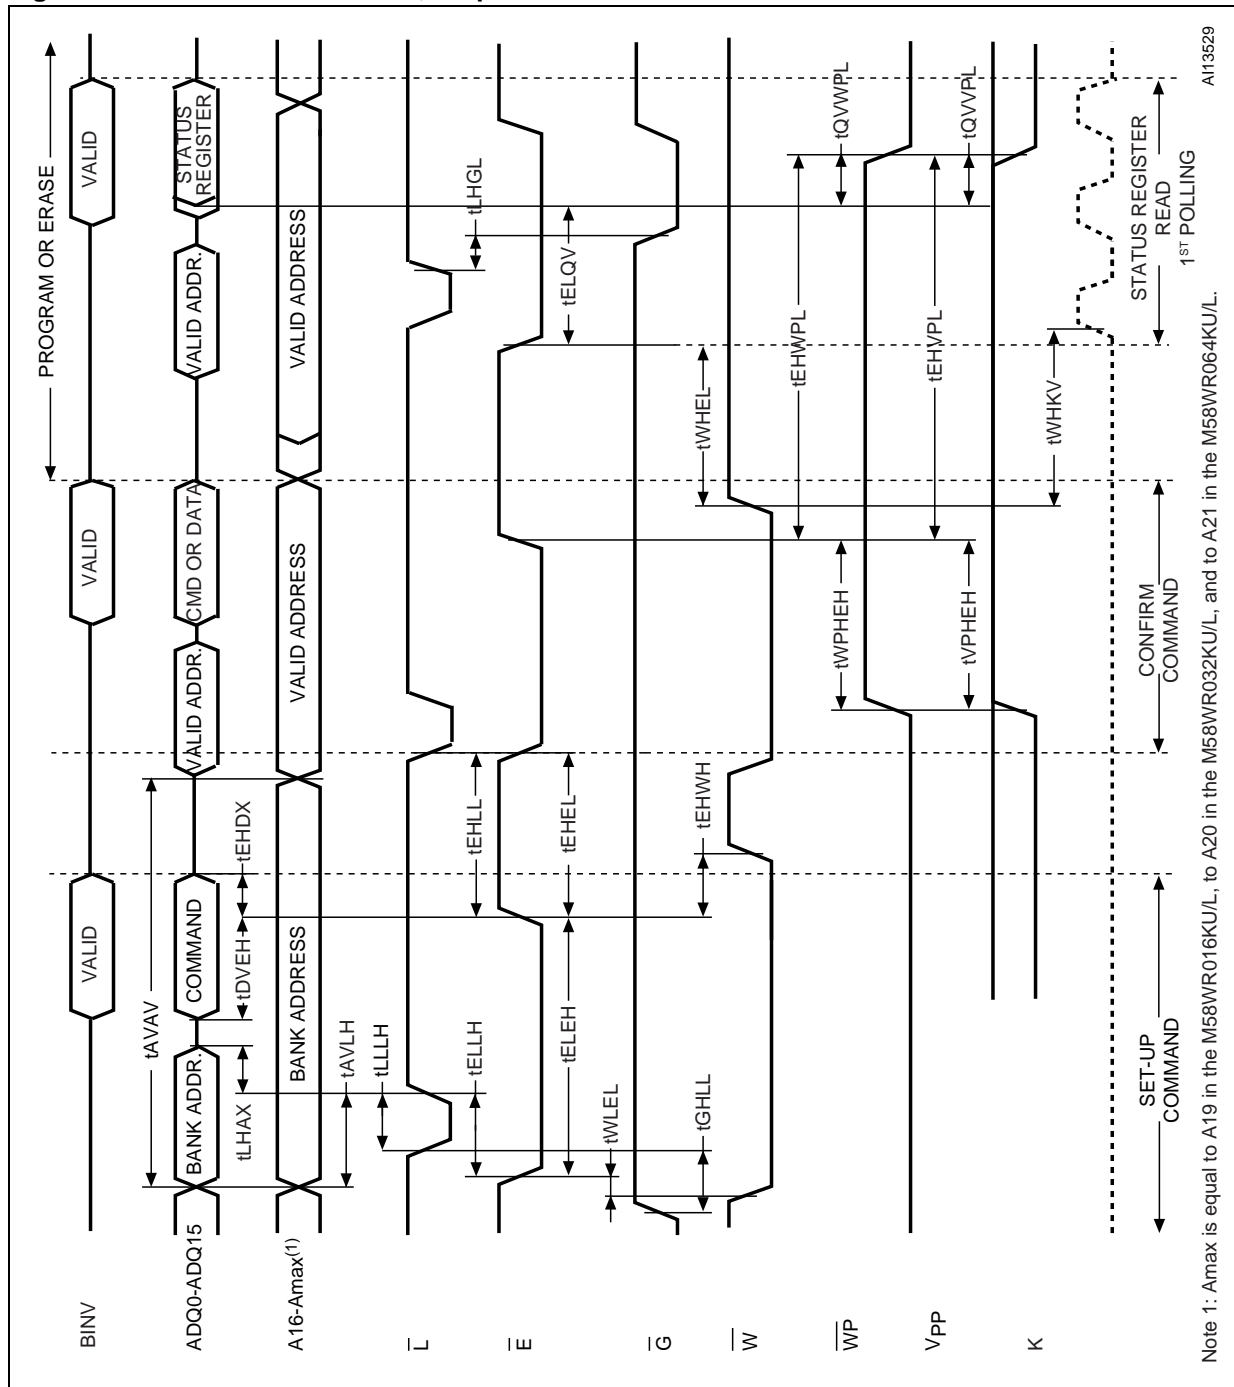 PROGRAM OR ERASE
BINV
VALID
VALID
VALID
tAVAV
ADQ0-ADQ15
BANK ADDR.
COMMAND
VALID ADDR.
CMD OR DATA
VALID ADDR.
STATUS
REGISTER
tLHAX
tDVEH
tEHDX
A16-Amax(1)
BANK ADDRESS
VALID ADDRESS
VALID ADDRESS
tAVLH
tLLLH
L
tELLH
tEHLL
tLHGL
E
tELEH
tEHEL
tELQV
tWLEL
G
tGHLL
tEHWH
tWHEL
W
tEHWPL
tWPHEH
tQVWPL
WP
tEHVPL
VPP
tVPHEH
tQVVPL
K
tWHKV
SET-UP
COMMAND
CONFIRM
COMMAND
STATUS REGISTER
READ
1ST POLLING
AI13529
Note 1: Amax is equal to A19 in the M58WR016KU/L, to A20 in the M58WR032KU/L, and to A21 in the M58WR064KU/L.